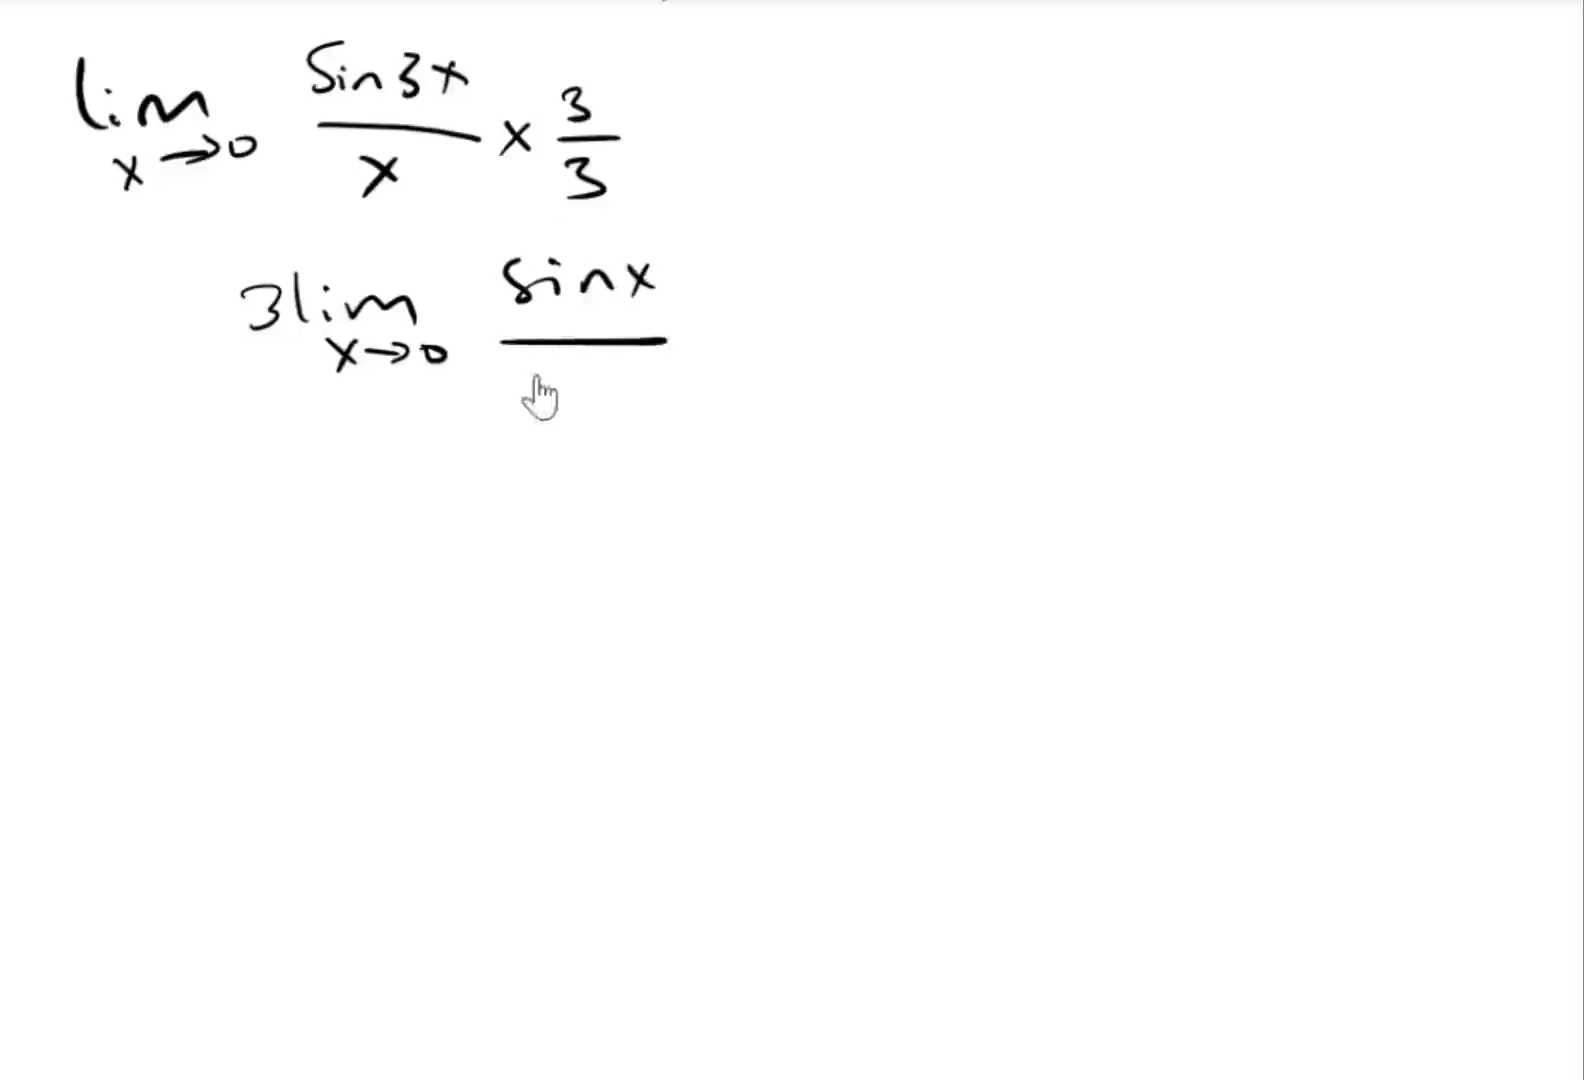 lim x→0 sin3x/x × 3/3
3lim x→0 sinx/